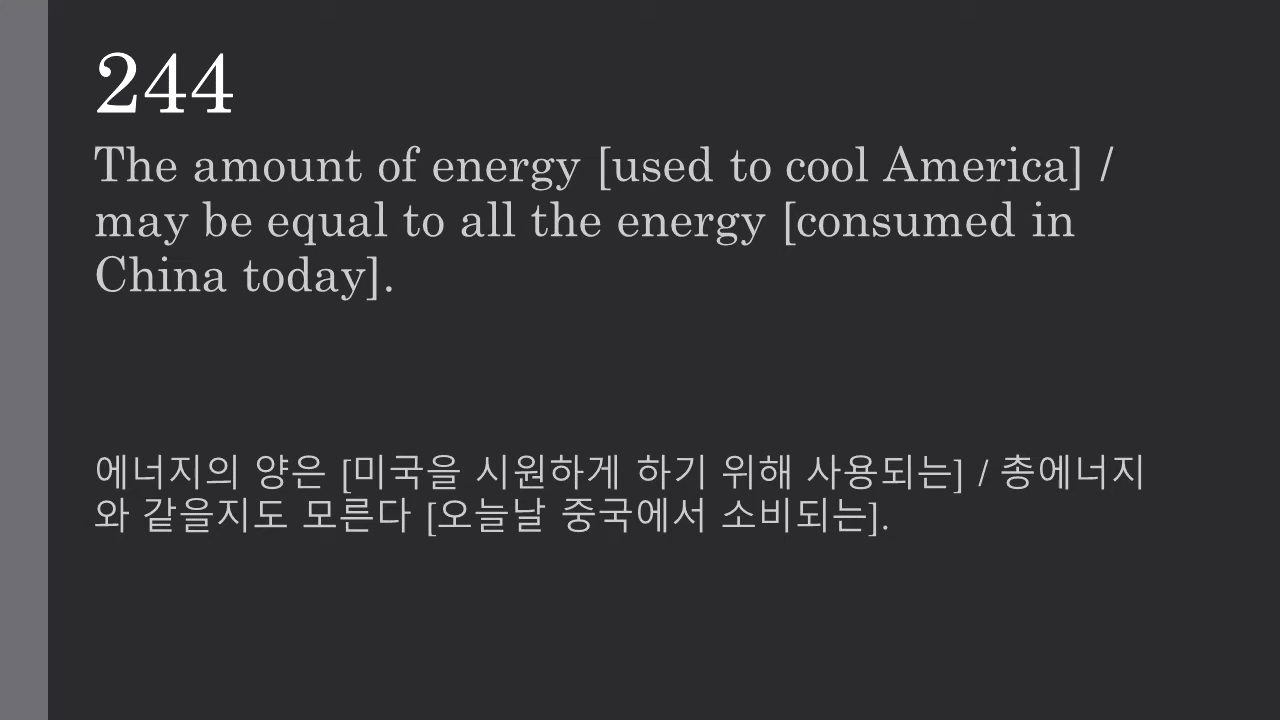 244
The amount of energy [used to cool America] /
may be equal to all the energy [consumed in
China today].
에너지의 양은 [미국을 시원하게 하기 위해 사용되는] / 총에너지
와 같을지도 모른다 [오늘날 중국에서 소비되는].